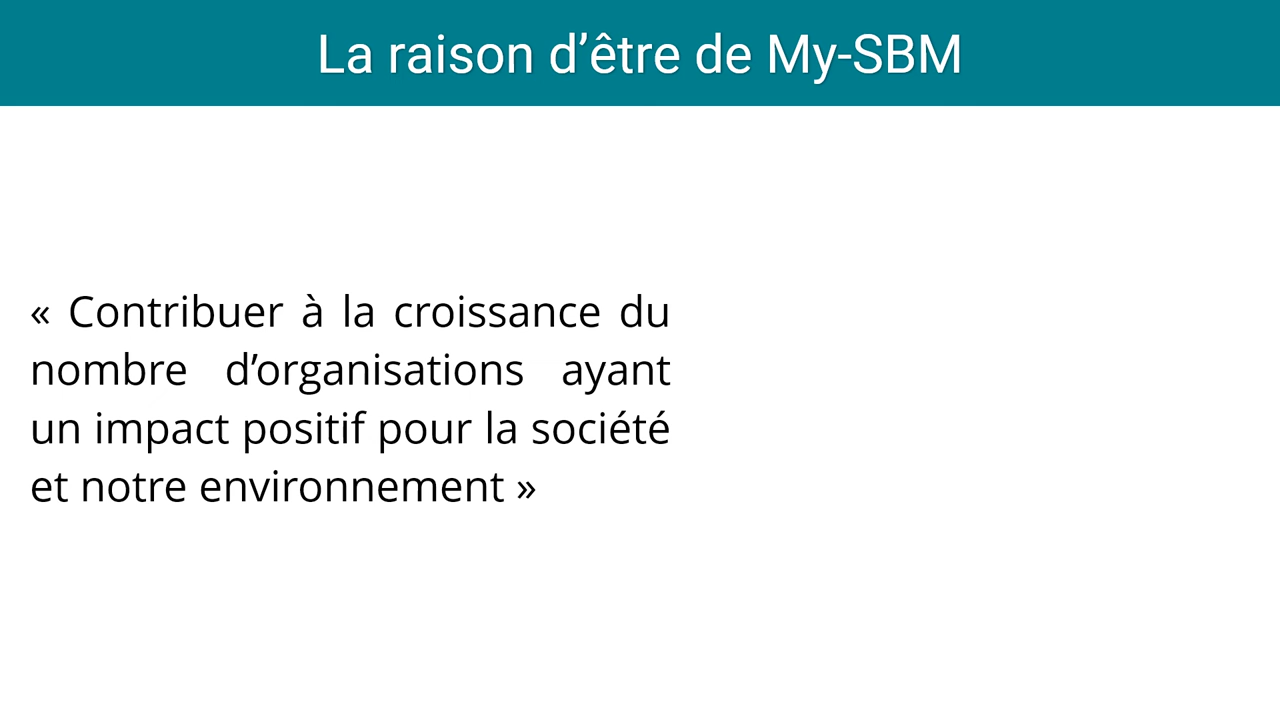 La raison d’être de My-SBM
« Contribuer à la croissance du
nombre d’organisations ayant
un impact positif pour la société
et notre environnement »